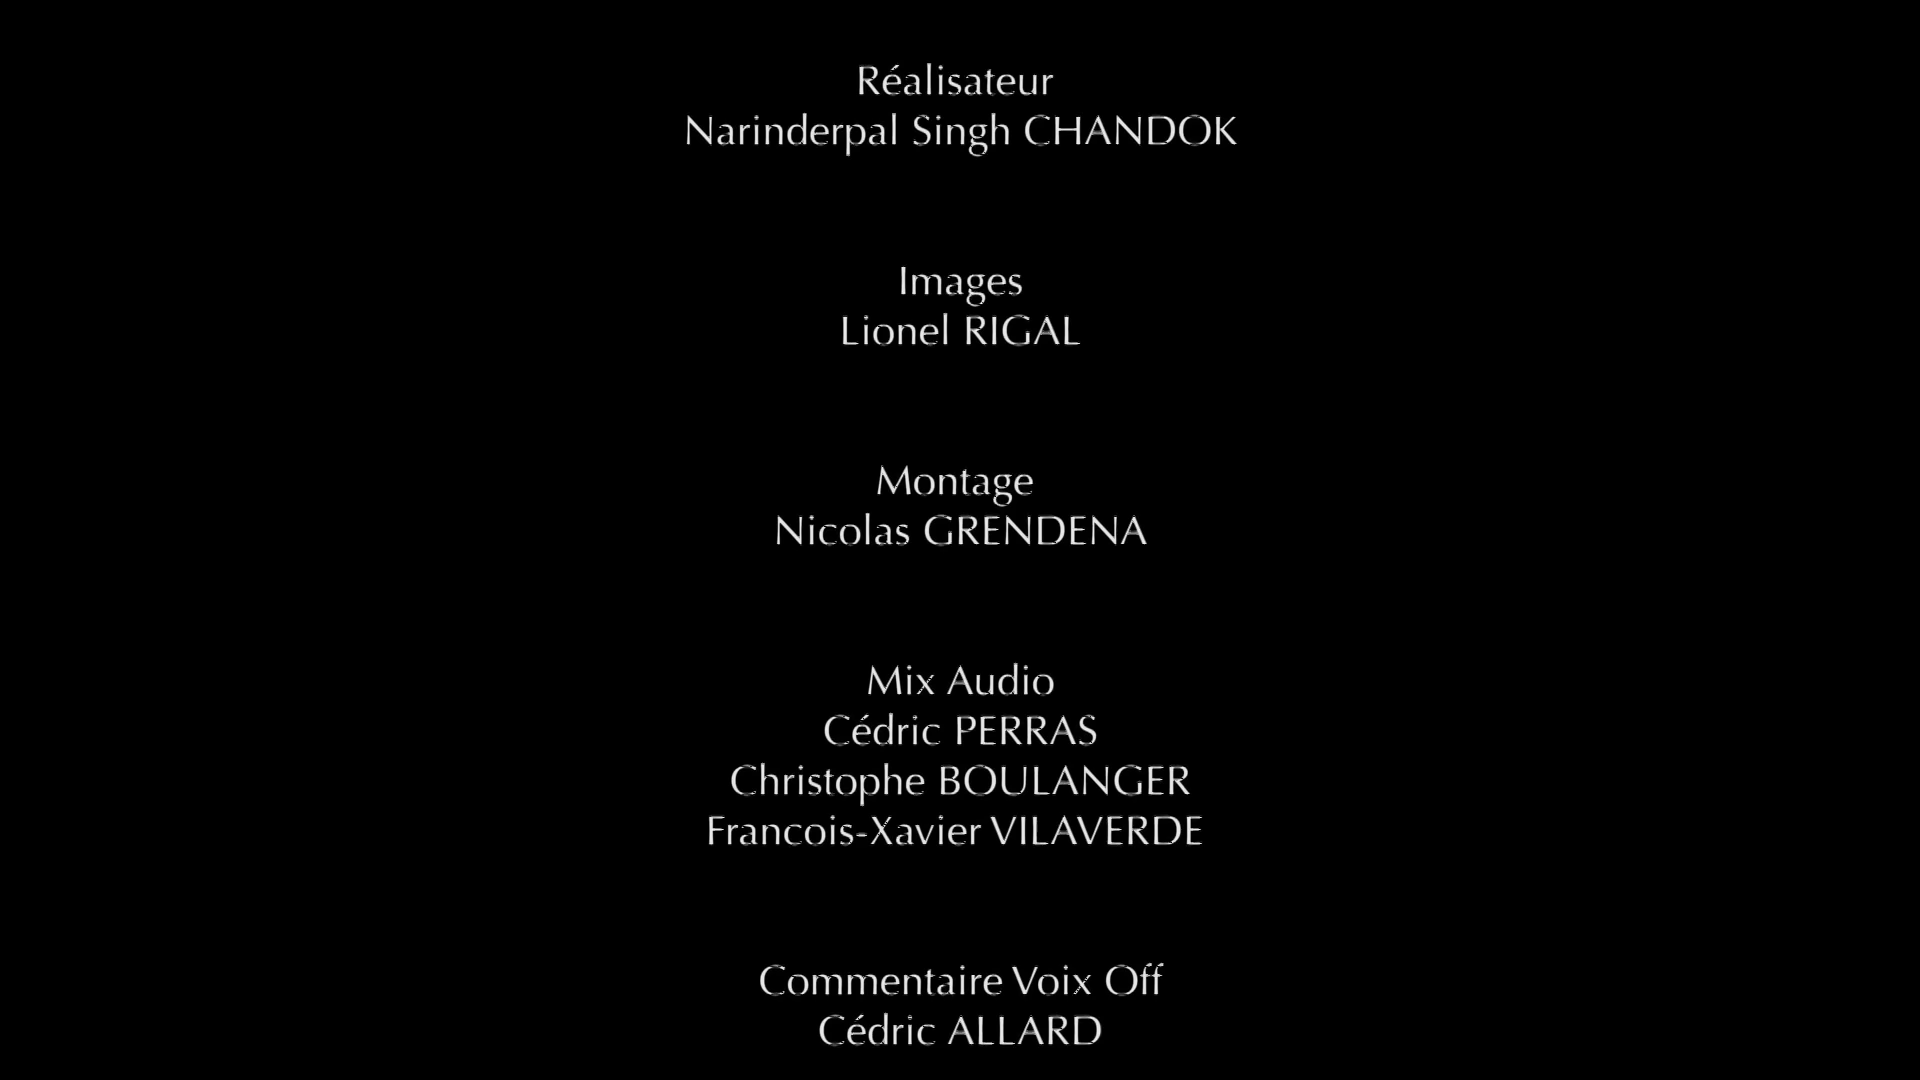 Réalisateur
Narinderpal Singh CHANDOK
Images
Lionel RIGAL
Montage
Nicolas GRENDENA
Mix Audio
Cédric PERRAS
Christophe BOULANGER
Francois-Xavier VILAVERDE
Commentaire Voix Off
Cédric ALLARD